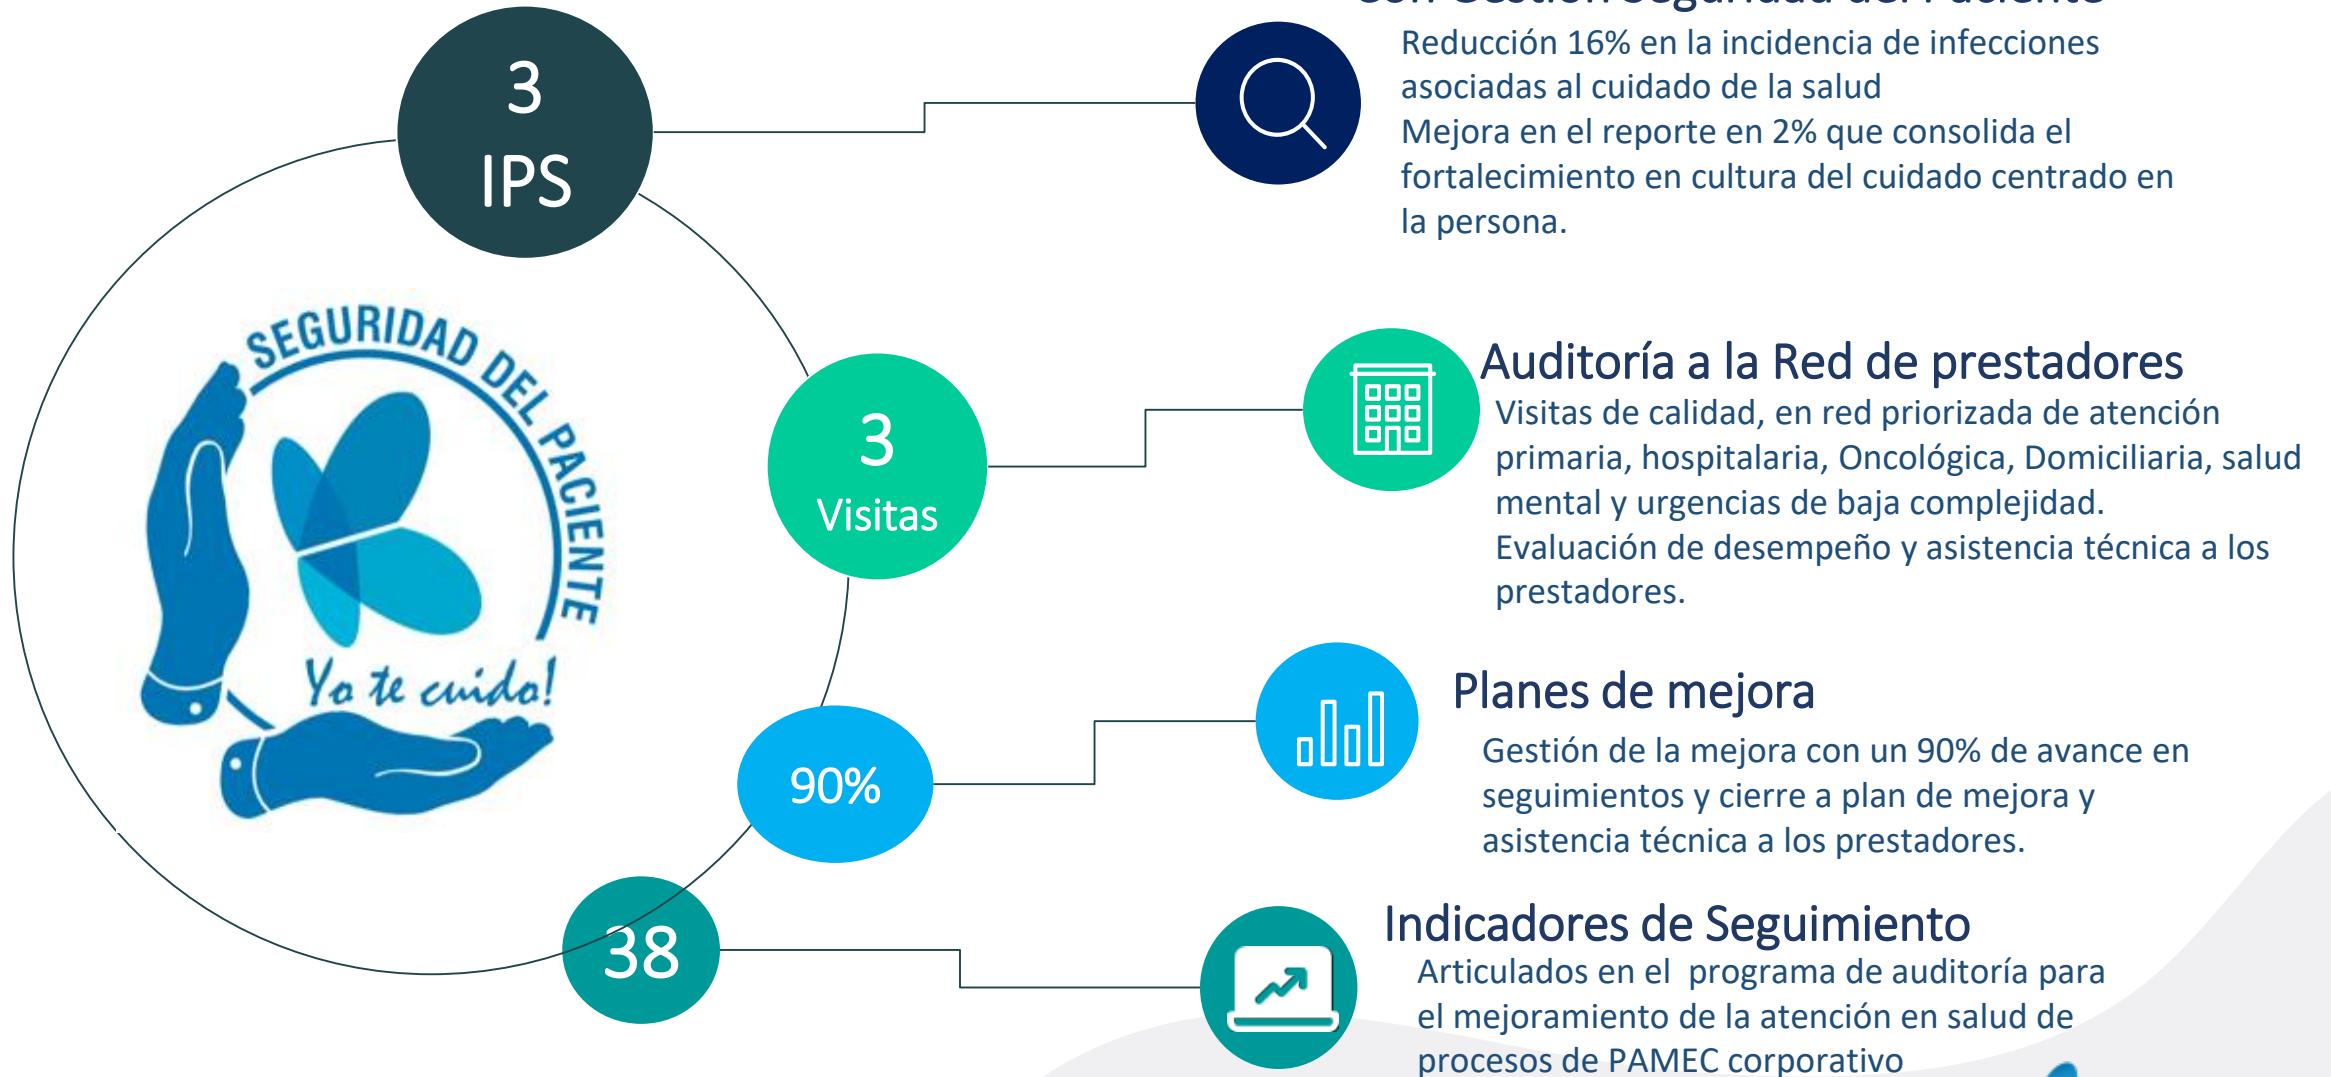 con Gestión Seguridad del Paciente
3
IPS
Reducción 16% en la incidencia de infecciones
asociadas al cuidado de la salud
Mejora en el reporte en 2% que consolida el
fortalecimiento en cultura del cuidado centrado en
la persona.
SEGURIDAD DEL PACIENTE
Yo te cuido!
3
Visitas
Auditoría a la Red de prestadores
Visitas de calidad, en red priorizada de atención
primaria, hospitalaria, Oncológica, Domiciliaria, salud
mental y urgencias de baja complejidad.
Evaluación de desempeño y asistencia técnica a los
prestadores.
90%
Planes de mejora
Gestión de la mejora con un 90% de avance en
seguimientos y cierre a plan de mejora y
asistencia técnica a los prestadores.
38
Indicadores de Seguimiento
Articulados en el programa de auditoría para
el mejoramiento de la atención en salud de
procesos de PAMEC corporativo